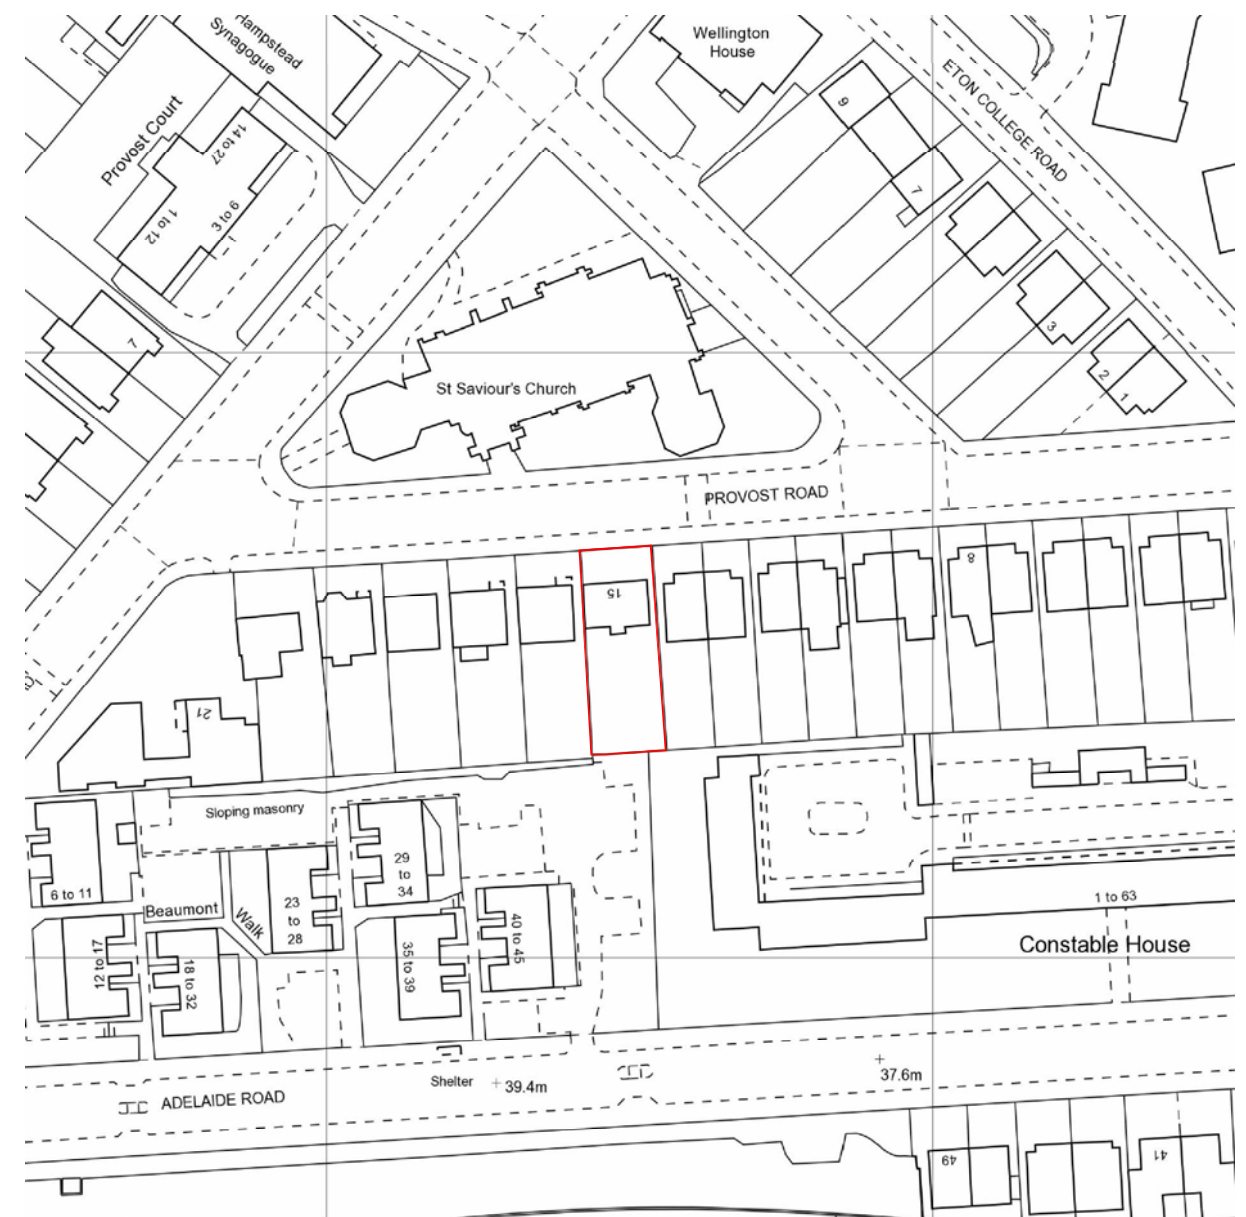 Hampstead
Synagogue
Wellington
House
ETON COLLEGE ROAD
Provost Court
14 to 27
1 to 12
9 to 3
9
7
7
3
2
1
St Saviour's Church
PROVOST ROAD
15
8
21
Sloping masonry
6 to 11
29
to
34
23
to
28
Beaumont
Walk
12 to 17
18 to 32
35 to 39
40 to 45
1 to 63
Constable House
Shelter
39.4m
37.6m
ADELAIDE ROAD
49
41